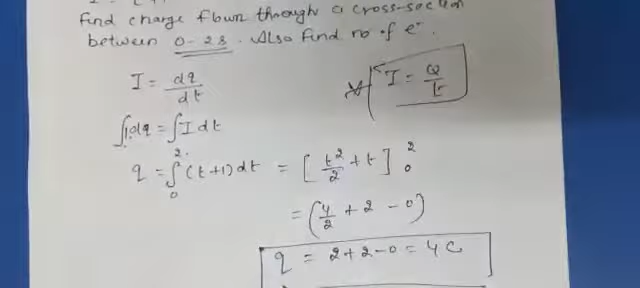 find charge flown through a cross-section
between 0-2s. Also find no of e⁻.
I = dq/dt
I = Q/t
∫1.dq = ∫I dt
q = ∫₀² (t+1) dt = [t²/2 + t]₀²
= (4/2 + 2 - 0)
q = 2+2-0 = 4 C